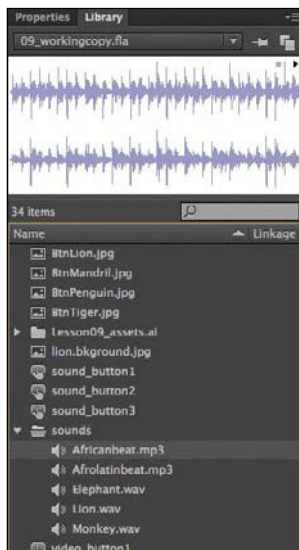 Properties Library
09_workingcopy.fla
34 items
Name Linkage
BtnLion.jpg
BtnMandril.jpg
BtnPenguin.jpg
BtnTiger.jpg
Lesson09_assets.ai
lion.bkground.jpg
sound_button1
sound_button2
sound_button3
sounds
Africanbeat.mp3
Afrolatinbeat.mp3
Elephant.wav
Lion.wav
Monkey.wav
video_button1